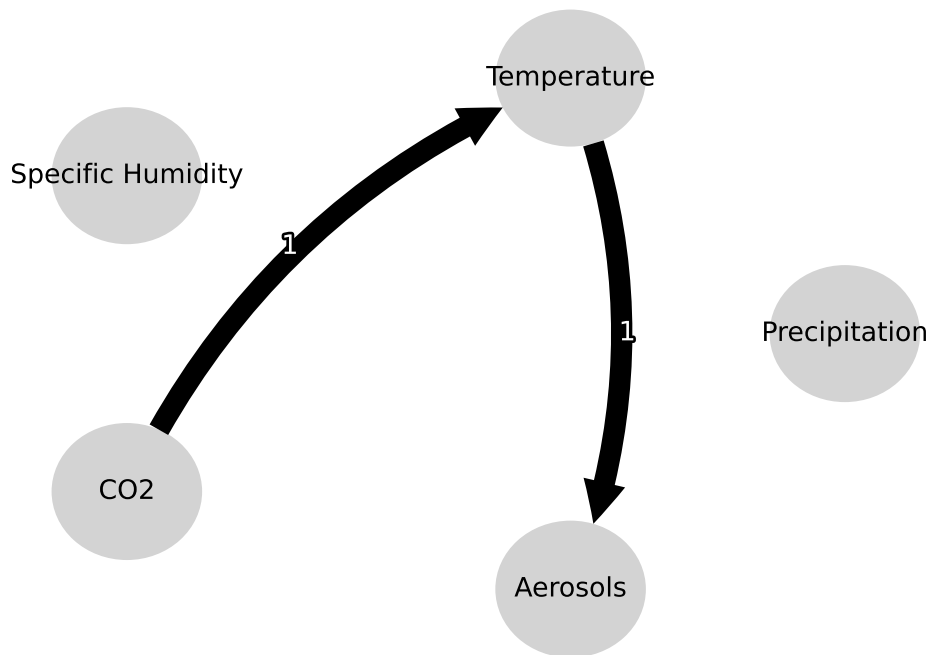 Temperature
Specific Humidity
1
1
Precipitation
CO2
Aerosols